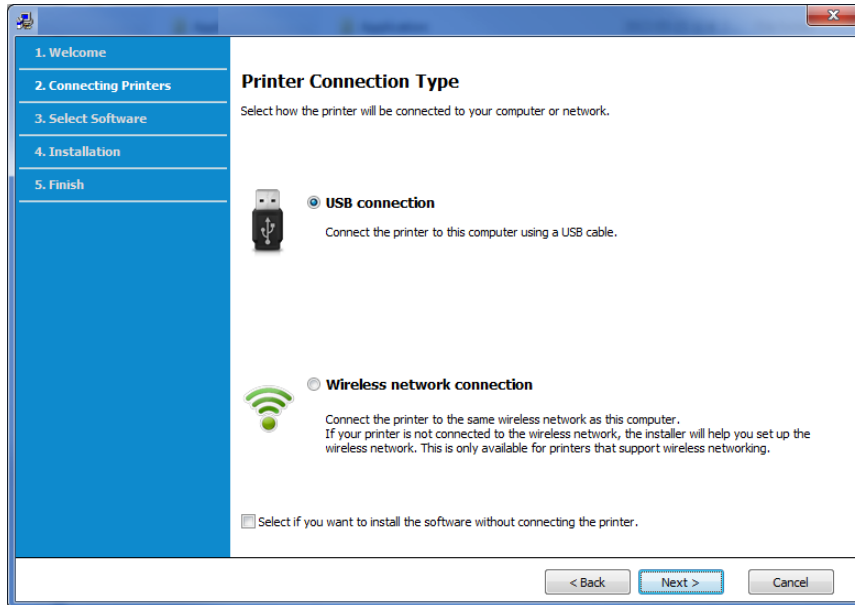 1. Welcome
2. Connecting Printers
3. Select Software
4. Installation
5. Finish
Printer Connection Type
Select how the printer will be connected to your computer or network.
USB connection
Connect the printer to this computer using a USB cable.
Wireless network connection
Connect the printer to the same wireless network as this computer.
If your printer is not connected to the wireless network, the installer will help you set up the
wireless network. This is only available for printers that support wireless networking.
Select if you want to install the software without connecting the printer.
< Back
Next >
Cancel